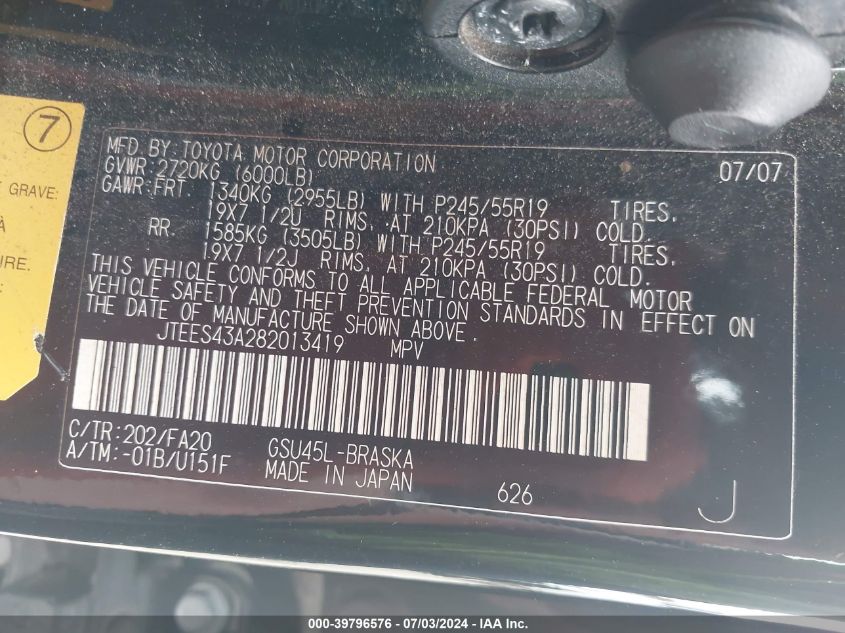 7
E GRAVE:
À
URE.
:
MFD. BY: TOYOTA MOTOR CORPORATION 07/07
GVWR: 2720KG (6000LB)
GAWR: FRT. 1340KG (2955LB) WITH P245/55R19 TIRES,
19X7 1/2J RIMS, AT 210KPA (30PSI) COLD.
RR. 1585KG (3505LB) WITH P245/55R19 TIRES,
19X7 1/2J RIMS, AT 210KPA (30PSI) COLD.
THIS VEHICLE CONFORMS TO ALL APPLICABLE FEDERAL MOTOR
VEHICLE SAFETY AND THEFT PREVENTION STANDARDS IN EFFECT ON
THE DATE OF MANUFACTURE SHOWN ABOVE.
JTEES43A282013419 MPV
C/TR: 202/FA20 GSU45L-BRASKA
A/TM: -01B/U151F MADE IN JAPAN 626 J
000-39796576 - 07/03/2024 - IAA Inc.